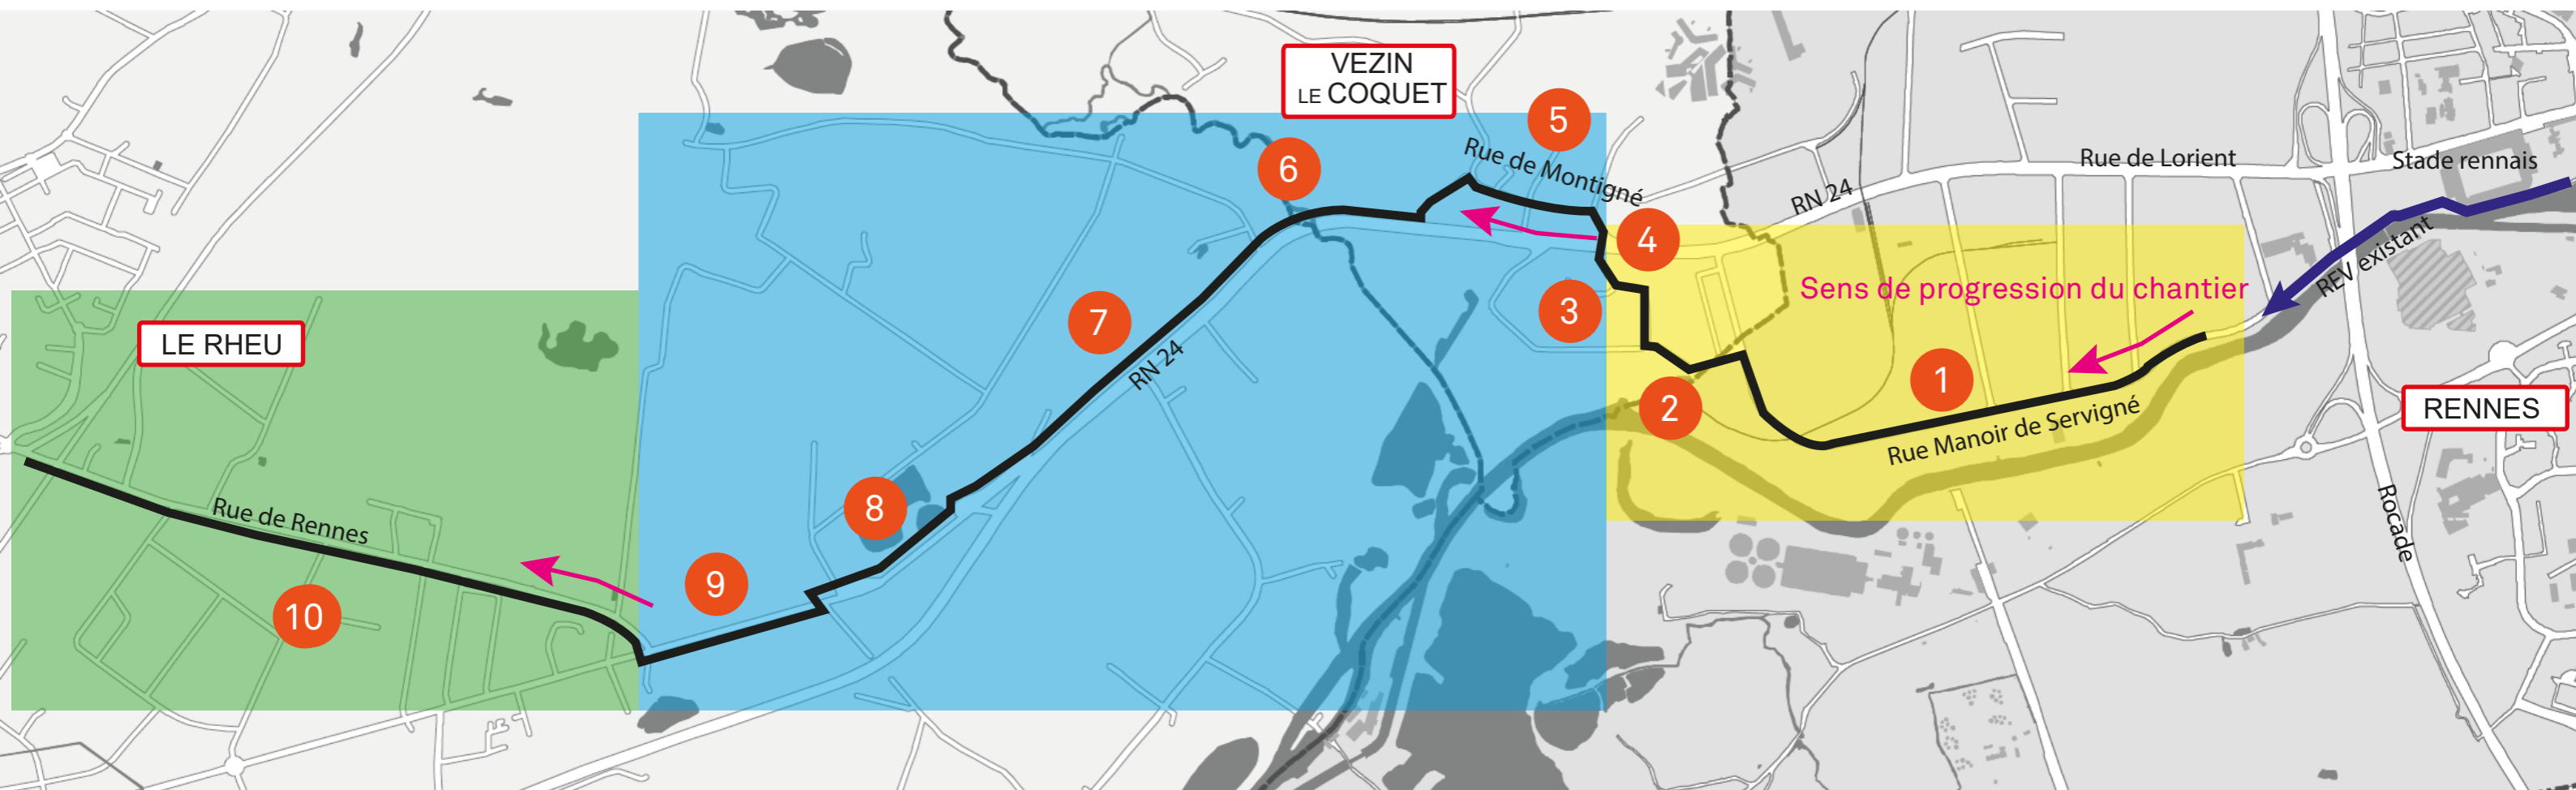 VEZIN
LE COQUET
5
Rue de Montigné
6
Rue de Lorient
Stade rennais
RN 24
4
REV existant
Sens de progression du chantier
3
7
LE RHEU
RN 24
1
2
Rue Manoir de Servigné
RENNES
8
Rue de Rennes
Rocade
9
10